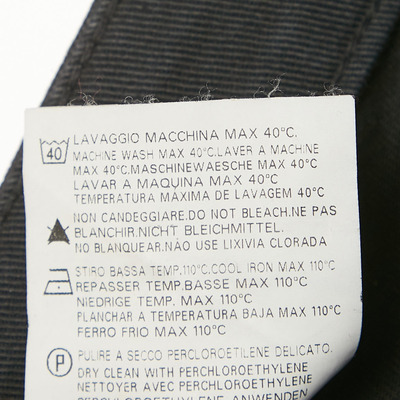 LAVAGGIO MACCHINA MAX 40°C.
40
MACHINE WASH MAX 40°C.LAVER A MACHINE
MAX 40°C.MASCHINEWAESCHE MAX 40°C
LAVAR A MAQUINA MAX 40°C
TEMPERATURA MÁXIMA DE LAVAGEM 40°C
NON CANDEGGIARE.DO NOT BLEACH.NE PAS
BLANCHIR.NICHT BLEICHMITTEL.
NO BLANQUEAR.NÃO USE LIXIVIA CLORADA
STIRO BASSA TEMP.110°C.COOL IRON MAX 110°C
REPASSER TEMP.BASSE MAX 110°C
NIEDRIGE TEMP. MAX 110°C
PLANCHAR A TEMPERATURA BAJA MAX 110°C
FERRO FRIO MAX 110°C
P PULIRE A SECCO PERCLOROETILENE DELICATO.
DRY CLEAN WITH PERCHLOROETHYLENE
NETTOYER AVEC PERCHLORETHYLENE
PERCHLOROETHYLENE ANWENDEN